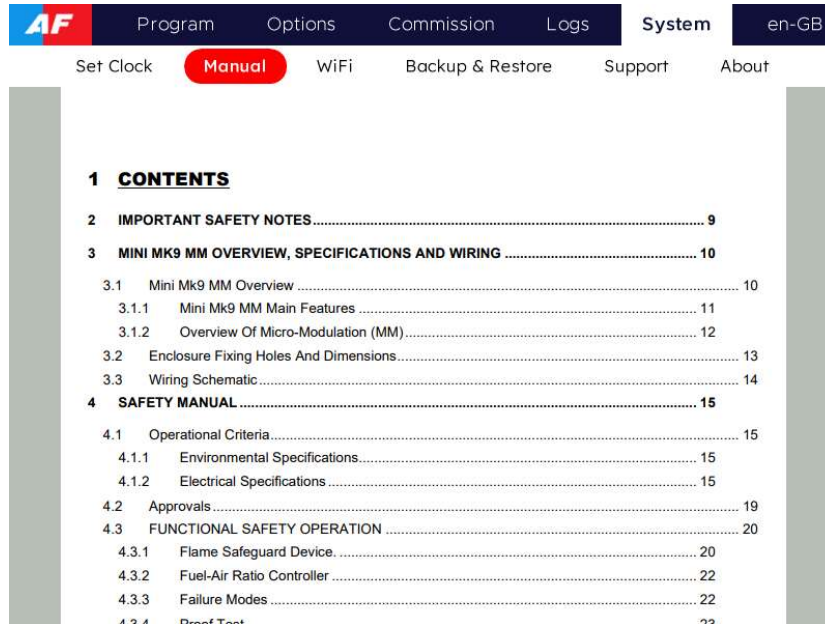 AF Program Options Commission Logs System en-GB
Set Clock Manual WiFi Backup & Restore Support About
1 CONTENTS
2 IMPORTANT SAFETY NOTES 9
3 MINI MK9 MM OVERVIEW, SPECIFICATIONS AND WIRING 10
3.1 Mini Mk9 MM Overview 10
3.1.1 Mini Mk9 MM Main Features 11
3.1.2 Overview Of Micro-Modulation (MM) 12
3.2 Enclosure Fixing Holes And Dimensions 13
3.3 Wiring Schematic 14
4 SAFETY MANUAL 15
4.1 Operational Criteria 15
4.1.1 Environmental Specifications 15
4.1.2 Electrical Specifications 15
4.2 Approvals 19
4.3 FUNCTIONAL SAFETY OPERATION 20
4.3.1 Flame Safeguard Device. 20
4.3.2 Fuel-Air Ratio Controller 22
4.3.3 Failure Modes 22
4.3.4 Proof Test 23